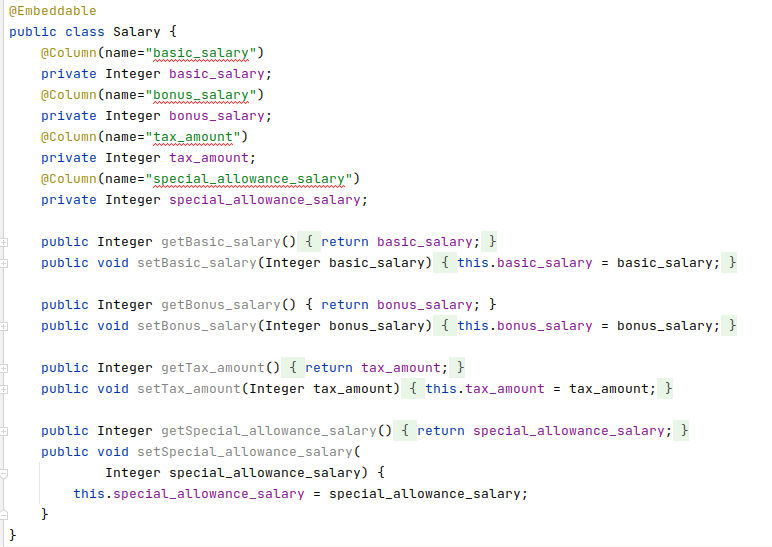 @Embeddable
public class Salary {
@Column(name="basic_salary")
private Integer basic_salary;
@Column(name="bonus_salary")
private Integer bonus_salary;
@Column(name="tax_amount")
private Integer tax_amount;
@Column(name="special_allowance_salary")
private Integer special_allowance_salary;
public Integer getBasic_salary() { return basic_salary; }
public void setBasic_salary(Integer basic_salary) { this.basic_salary = basic_salary; }
public Integer getBonus_salary() { return bonus_salary; }
public void setBonus_salary(Integer bonus_salary) { this.bonus_salary = bonus_salary; }
public Integer getTax_amount() { return tax_amount; }
public void setTax_amount(Integer tax_amount) { this.tax_amount = tax_amount; }
public Integer getSpecial_allowance_salary() { return special_allowance_salary; }
public void setSpecial_allowance_salary(
Integer special_allowance_salary) {
this.special_allowance_salary = special_allowance_salary;
}
}